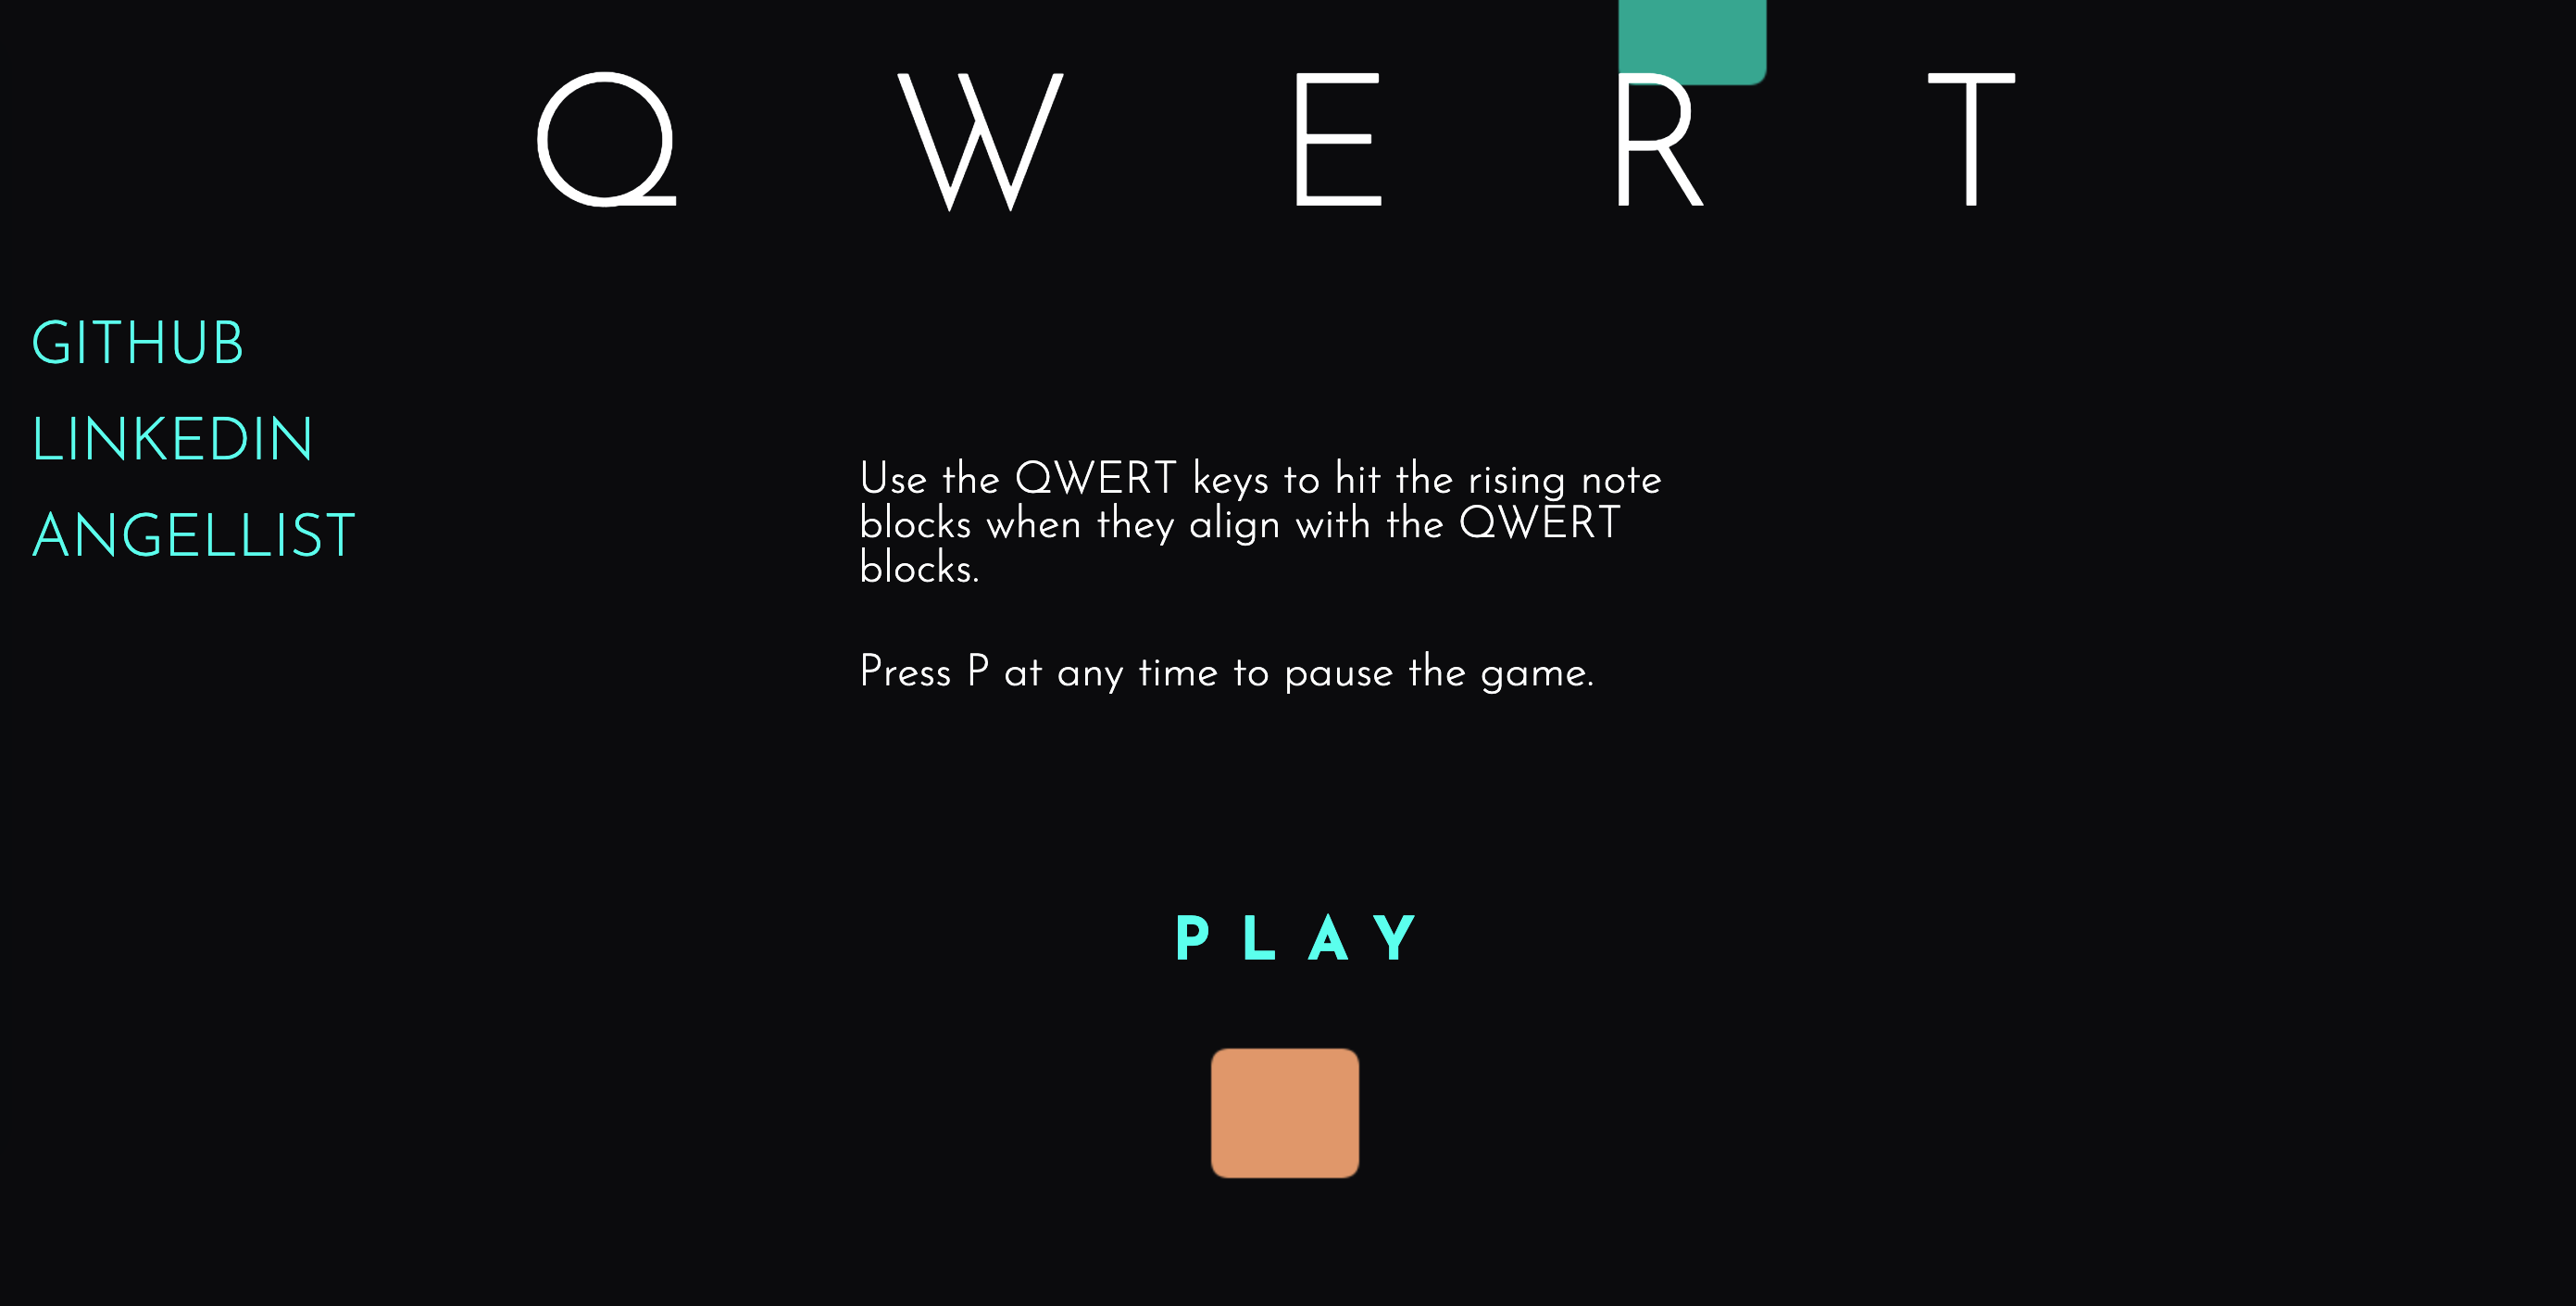 Q W E R T
GITHUB
LINKEDIN
ANGELLIST
Use the QWERT keys to hit the rising note
blocks when they align with the QWERT
blocks.
Press P at any time to pause the game.
PLAY